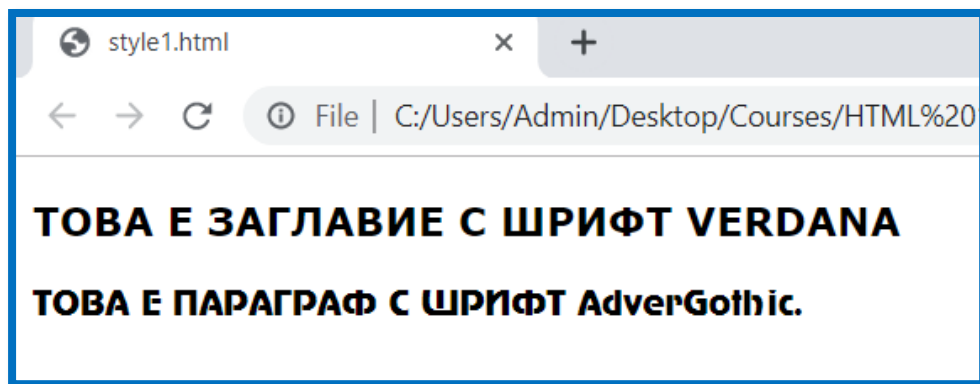 style1.html
File | C:/Users/Admin/Desktop/Courses/HTML%20
ТОВА Е ЗАГЛАВИЕ С ШРИФТ VERDANA
ТОВА Е ПАРАГРАФ С ШРИФТ AdverGothic.